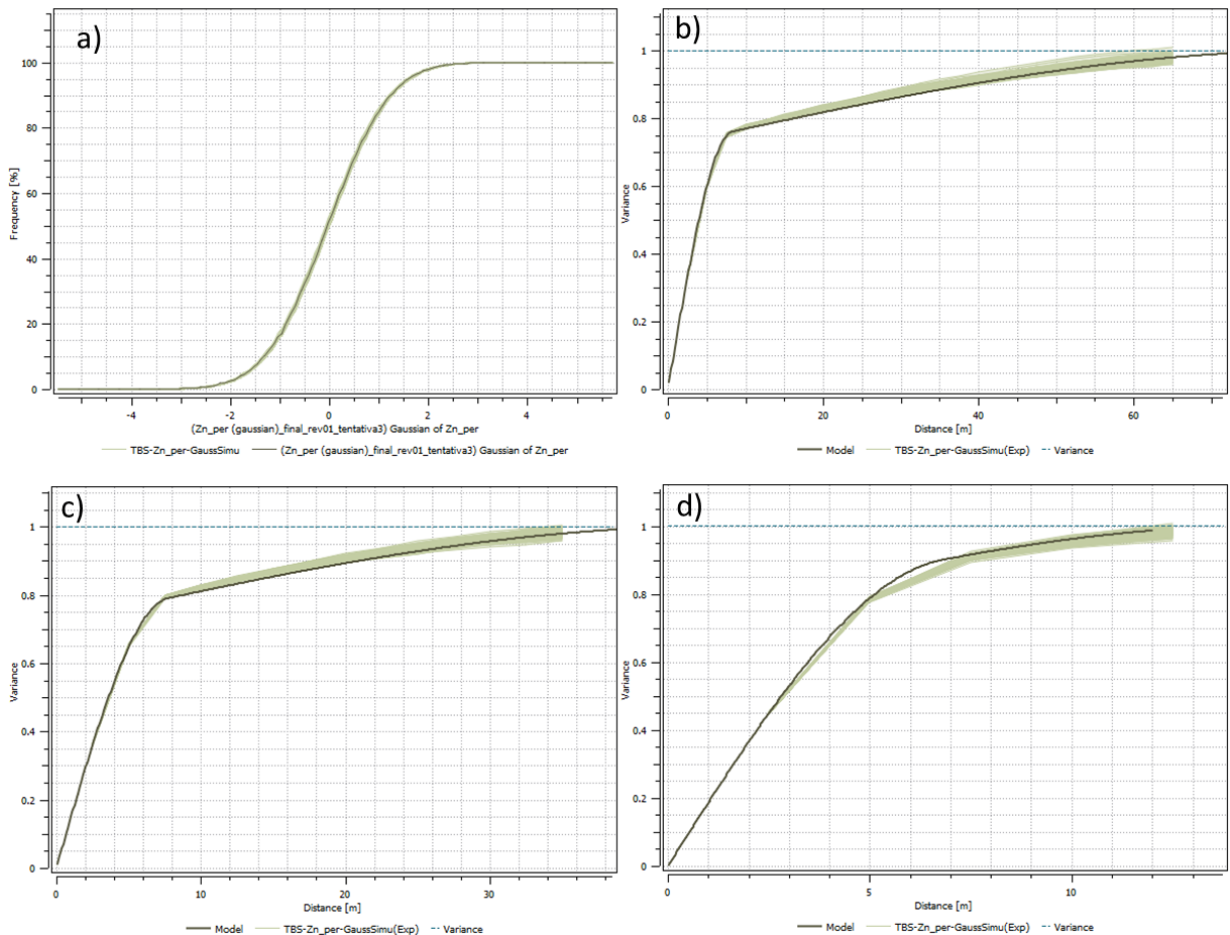 a)
Frequency [%]
100
80
60
40
20
0
-4 -2 0 2 4
(Zn_per (gaussian)_final_rev01_tentativa3) Gaussian of Zn_per
TBS-Zn_per-GaussSimu (Zn_per (gaussian)_final_rev01_tentativa3) Gaussian of Zn_per
b)
Variance
1
0.8
0.6
0.4
0.2
0
0 20 40 60
Distance [m]
Model TBS-Zn_per-GaussSimu(Exp) Variance
c)
Variance
1
0.8
0.6
0.4
0.2
0
0 10 20 30
Distance [m]
Model TBS-Zn_per-GaussSimu(Exp) Variance
d)
Variance
1
0.8
0.6
0.4
0.2
0
0 5 10
Distance [m]
Model TBS-Zn_per-GaussSimu(Exp) Variance